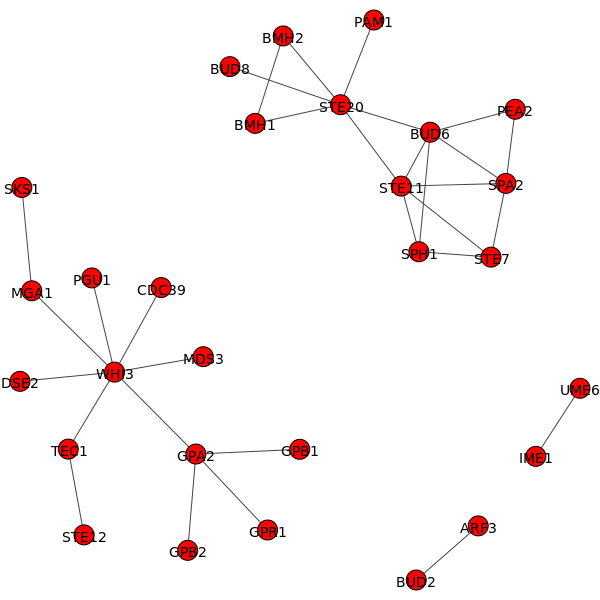 PAM1
BMH2
BUD8
STE20
PEA2
BMH1
BUD6
STE11
SPA2
SKS1
SPH1
STE7
PGU1
CDC39
MGA1
MDS3
WHI3
DSE2
UME6
TEC1
GPA2
GPB1
IME1
STE12
GPR1
ARF3
GPB2
BUD2